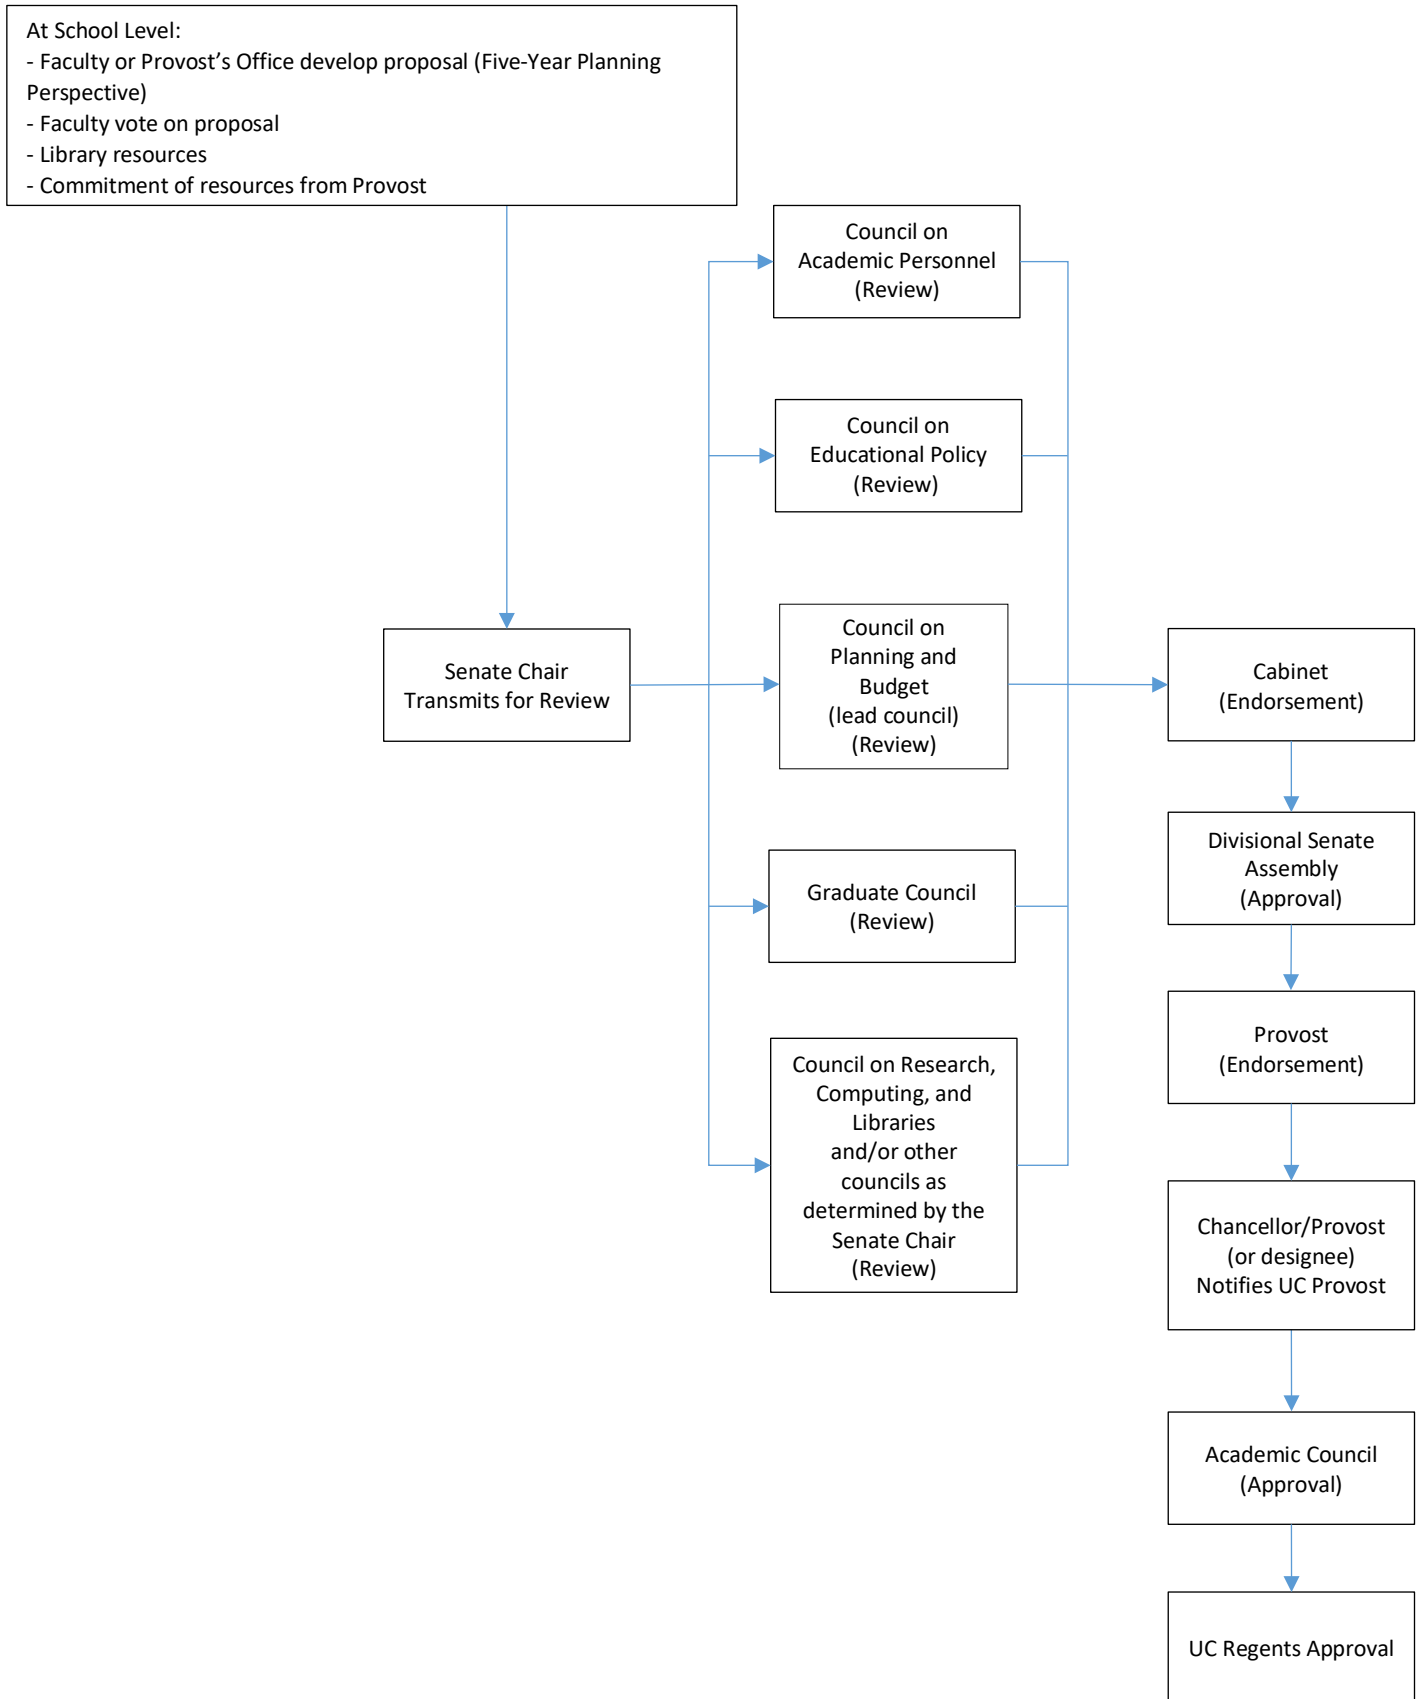 At School Level:
- Faculty or Provost’s Office develop proposal (Five-Year Planning
Perspective)
- Faculty vote on proposal
- Library resources
- Commitment of resources from Provost
Council on
Academic Personnel
(Review)
Council on
Educational Policy
(Review)
Senate Chair
Transmits for Review
Council on
Planning and
Budget
(lead council)
(Review)
Cabinet
(Endorsement)
Divisional Senate
Assembly
(Approval)
Graduate Council
(Review)
Provost
(Endorsement)
Council on Research,
Computing, and
Libraries
and/or other
councils as
determined by the
Senate Chair
(Review)
Chancellor/Provost
(or designee)
Notifies UC Provost
Academic Council
(Approval)
UC Regents Approval